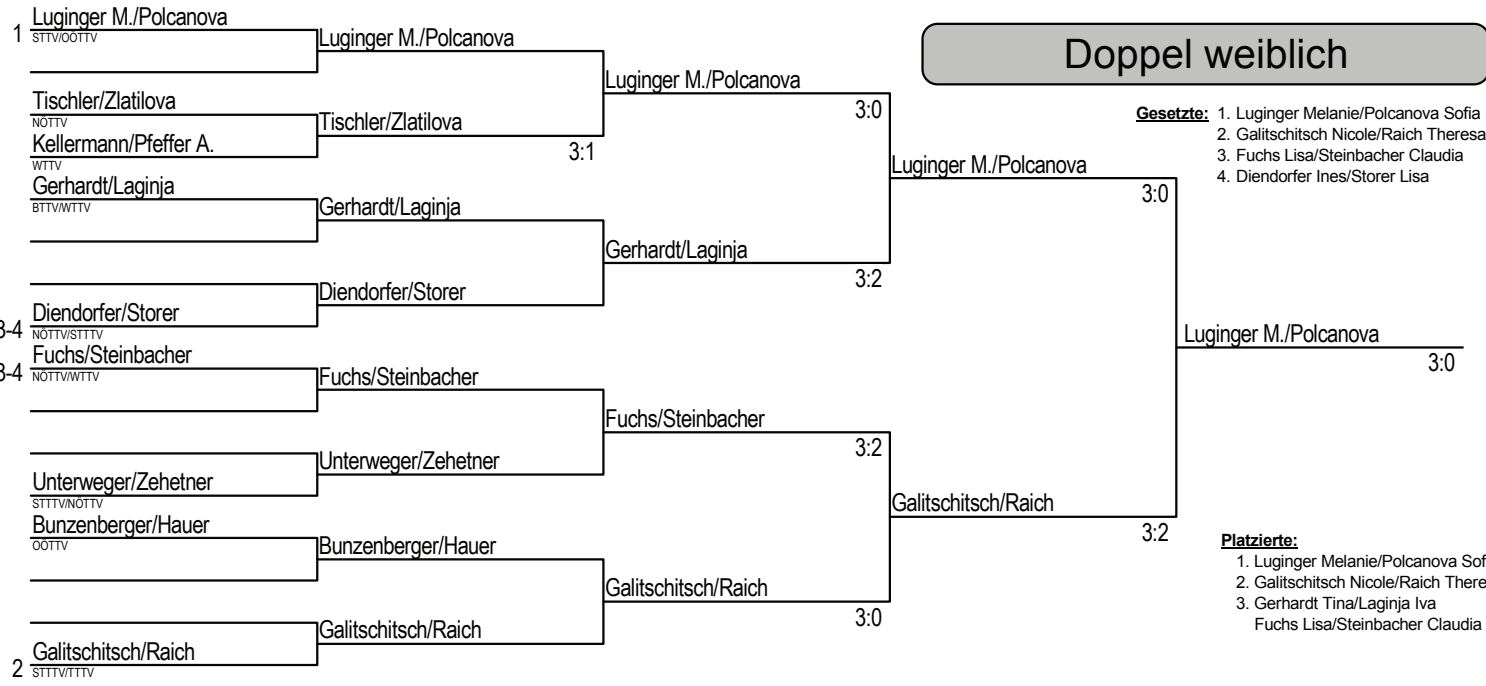 Doppel weiblich
1
Luginger M./Polcanova
STTV/OÖTTV
Tischler/Zlatilova
NÖTTV
Kellermann/Pfeffer A.
WTTV
Gerhardt/Laginja
BTTV/WTTV
3-4
Diendorfer/Storer
NÖTTV/STTTV
3-4
Fuchs/Steinbacher
NÖTTV/WTTV
Unterweger/Zehetner
STTTV/NÖTTV
Bunzenberger/Hauer
OÖTTV
2
Galitschitsch/Raich
STTTV/TTTV
Luginger M./Polcanova
Tischler/Zlatilova
3:1
Gerhardt/Laginja
Diendorfer/Storer
Fuchs/Steinbacher
Unterweger/Zehetner
Bunzenberger/Hauer
Galitschitsch/Raich
Luginger M./Polcanova
3:0
Gerhardt/Laginja
3:2
Fuchs/Steinbacher
3:2
Galitschitsch/Raich
3:0
Luginger M./Polcanova
3:0
Galitschitsch/Raich
3:2
Luginger M./Polcanova
3:0
Gesetzte: 1. Luginger Melanie/Polcanova Sofia
2. Galitschitsch Nicole/Raich Theresa
3. Fuchs Lisa/Steinbacher Claudia
4. Diendorfer Ines/Storer Lisa
Platzierte:
1. Luginger Melanie/Polcanova Sof
2. Galitschitsch Nicole/Raich There
3. Gerhardt Tina/Laginja Iva
Fuchs Lisa/Steinbacher Claudia